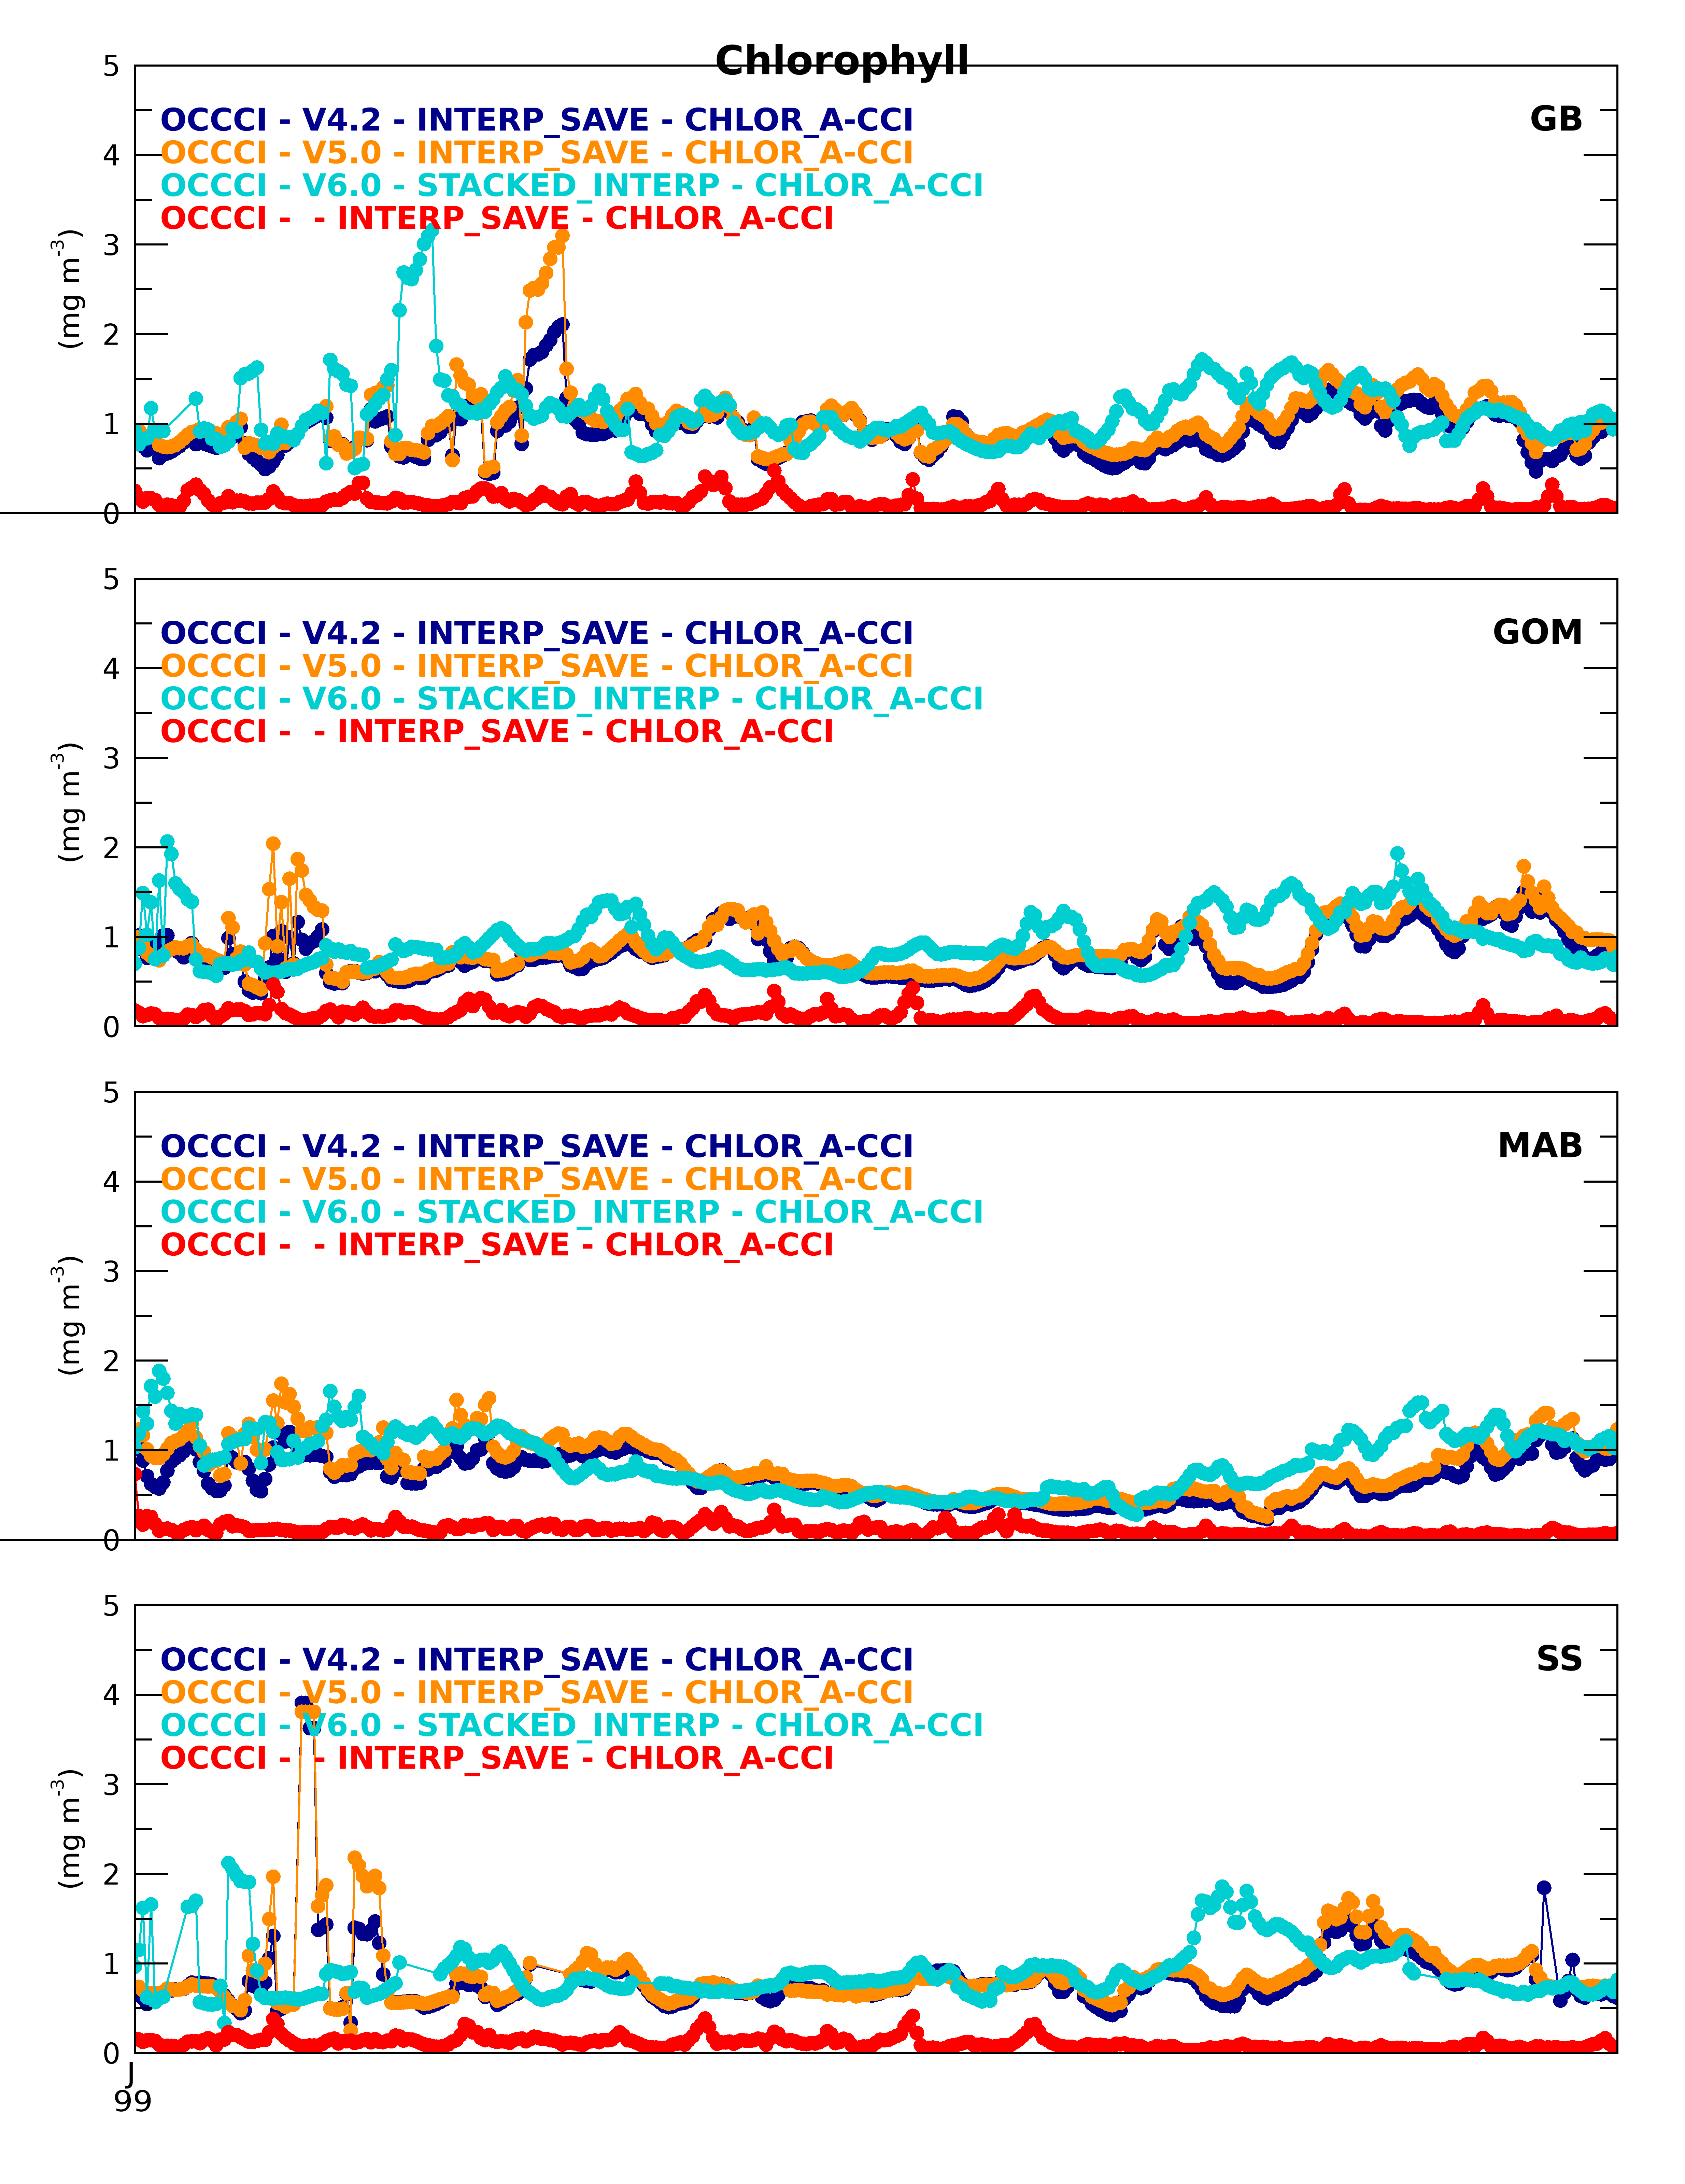 Chlorophyll
5
OCCCI - V4.2 - INTERP_SAVE - CHLOR_A-CCI
GB
4
OCCCI - V5.0 - INTERP_SAVE - CHLOR_A-CCI
OCCCI - V6.0 - STACKED_INTERP - CHLOR_A-CCI
OCCCI -  - INTERP_SAVE - CHLOR_A-CCI
3
(mg m-3)
2
1
0
5
OCCCI - V4.2 - INTERP_SAVE - CHLOR_A-CCI
GOM
4
OCCCI - V5.0 - INTERP_SAVE - CHLOR_A-CCI
OCCCI - V6.0 - STACKED_INTERP - CHLOR_A-CCI
OCCCI -  - INTERP_SAVE - CHLOR_A-CCI
3
(mg m-3)
2
1
0
5
OCCCI - V4.2 - INTERP_SAVE - CHLOR_A-CCI
MAB
4
OCCCI - V5.0 - INTERP_SAVE - CHLOR_A-CCI
OCCCI - V6.0 - STACKED_INTERP - CHLOR_A-CCI
OCCCI -  - INTERP_SAVE - CHLOR_A-CCI
3
(mg m-3)
2
1
0
5
OCCCI - V4.2 - INTERP_SAVE - CHLOR_A-CCI
SS
4
OCCCI - V5.0 - INTERP_SAVE - CHLOR_A-CCI
OCCCI - V6.0 - STACKED_INTERP - CHLOR_A-CCI
OCCCI -  - INTERP_SAVE - CHLOR_A-CCI
3
(mg m-3)
2
1
0
J
99